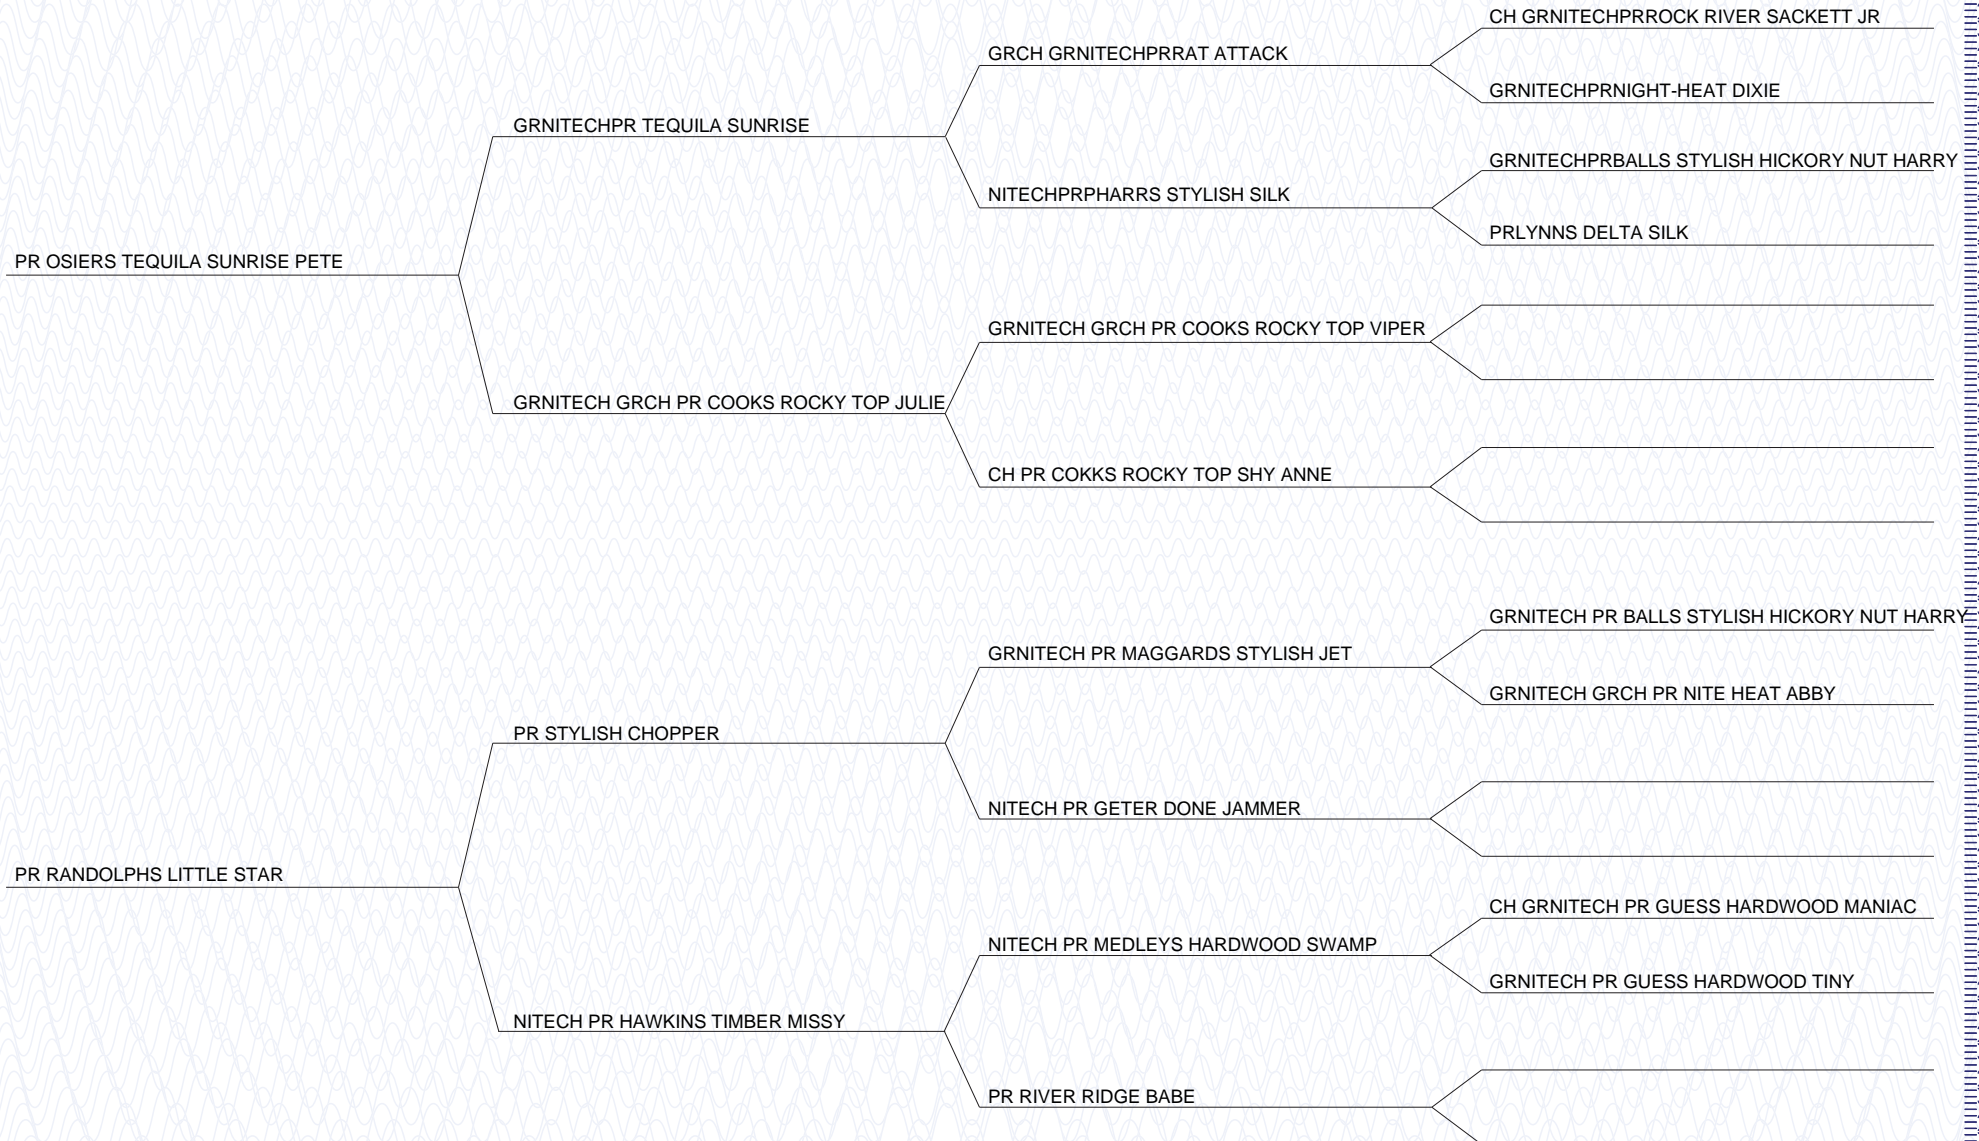 CH GRNITECHPRROCK RIVER SACKETT JR
GRCH GRNITECHPRRAT ATTACK
GRNITECHPRNIGHT-HEAT DIXIE
GRNITECHPR TEQUILA SUNRISE
GRNITECHPRBALLS STYLISH HICKORY NUT HARRY
NITECHPRPHARRS STYLISH SILK
PRLYNNS DELTA SILK
PR OSIERS TEQUILA SUNRISE PETE
GRNITECH GRCH PR COOKS ROCKY TOP VIPER
GRNITECH GRCH PR COOKS ROCKY TOP JULIE
CH PR COKKS ROCKY TOP SHY ANNE
GRNITECH PR BALLS STYLISH HICKORY NUT HARRY
GRNITECH PR MAGGARDS STYLISH JET
GRNITECH GRCH PR NITE HEAT ABBY
PR STYLISH CHOPPER
NITECH PR GETER DONE JAMMER
PR RANDOLPHS LITTLE STAR
CH GRNITECH PR GUESS HARDWOOD MANIAC
NITECH PR MEDLEYS HARDWOOD SWAMP
GRNITECH PR GUESS HARDWOOD TINY
NITECH PR HAWKINS TIMBER MISSY
PR RIVER RIDGE BABE